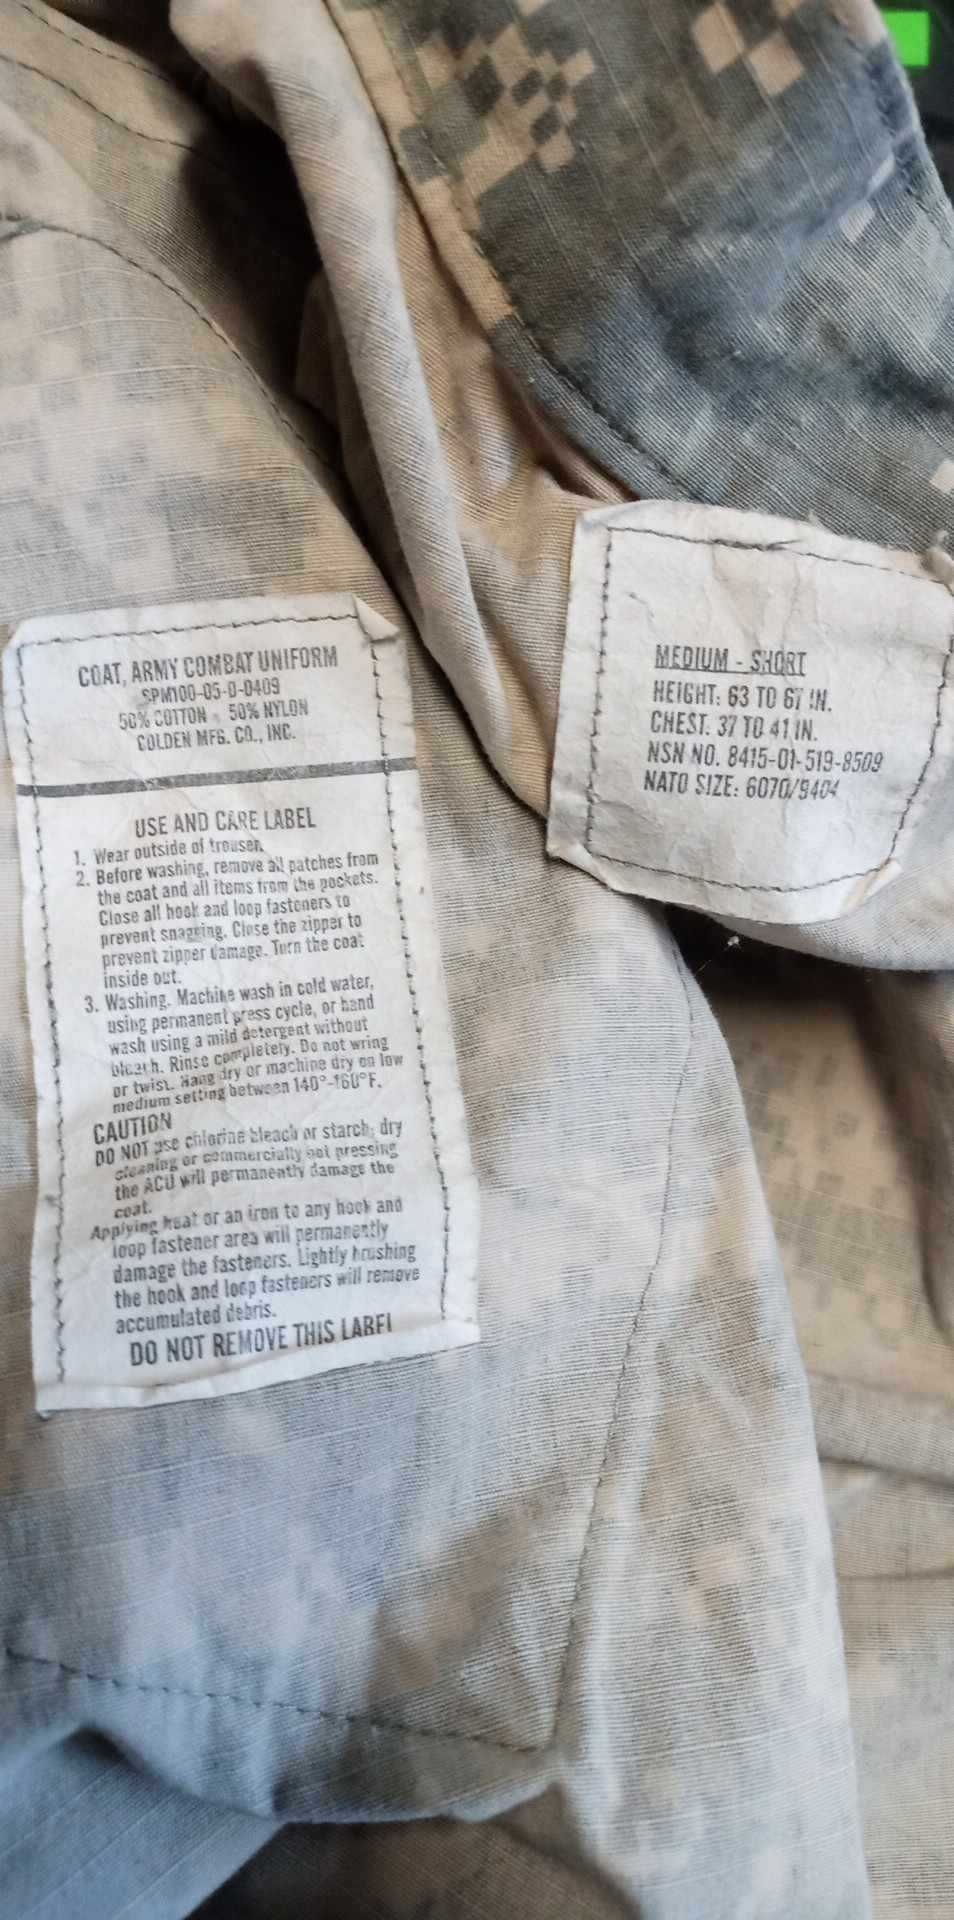 COAT, ARMY COMBAT UNIFORM
SPM100-05-D-0409
50% COTTON 50% NYLON
GOLDEN MFG. CO., INC.
USE AND CARE LABEL
1. Wear outside of trouser.
2. Before washing, remove all patches from
the coat and all items from the pockets.
Close all hook and loop fasteners to
prevent snagging. Close the zipper to
prevent zipper damage. Turn the coat
inside out.
3. Washing. Machine wash in cold water,
using permanent press cycle, or hand
wash using a mild detergent without
bleach. Rinse completely. Do not wring
or twist. Hang dry or machine dry on low
medium setting between 140°-160°F.
CAUTION
DO NOT use chlorine bleach or starch; dry
cleaning or commercially hot pressing
the ACU will permanently damage the
coat.
Applying heat or an iron to any hook and
loop fastener area will permanently
damage the fasteners. Lightly brushing
the hook and loop fasteners will remove
accumulated debris.
DO NOT REMOVE THIS LABEL
MEDIUM - SHORT
HEIGHT: 63 TO 67 IN.
CHEST: 37 TO 41 IN.
NSN NO. 8415-01-519-8509
NATO SIZE: 6070/9404